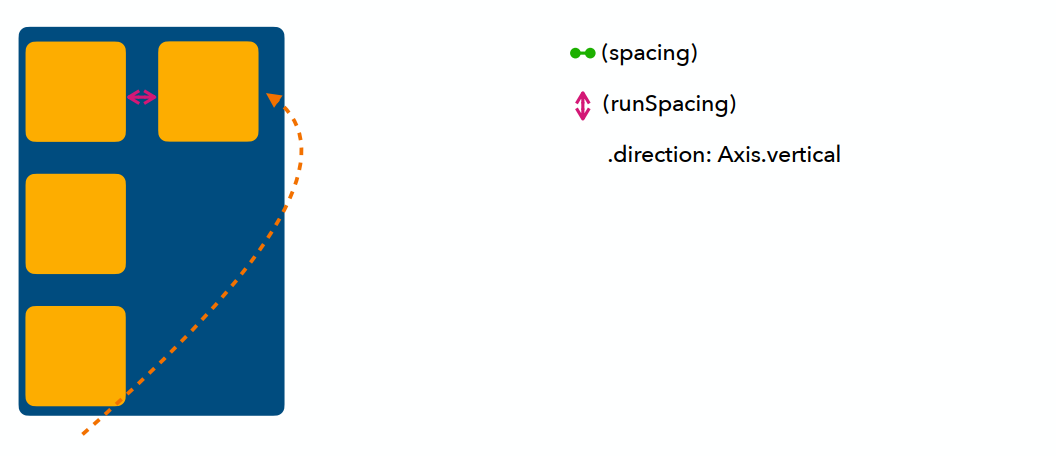 (spacing)
(runSpacing)
.direction: Axis.vertical